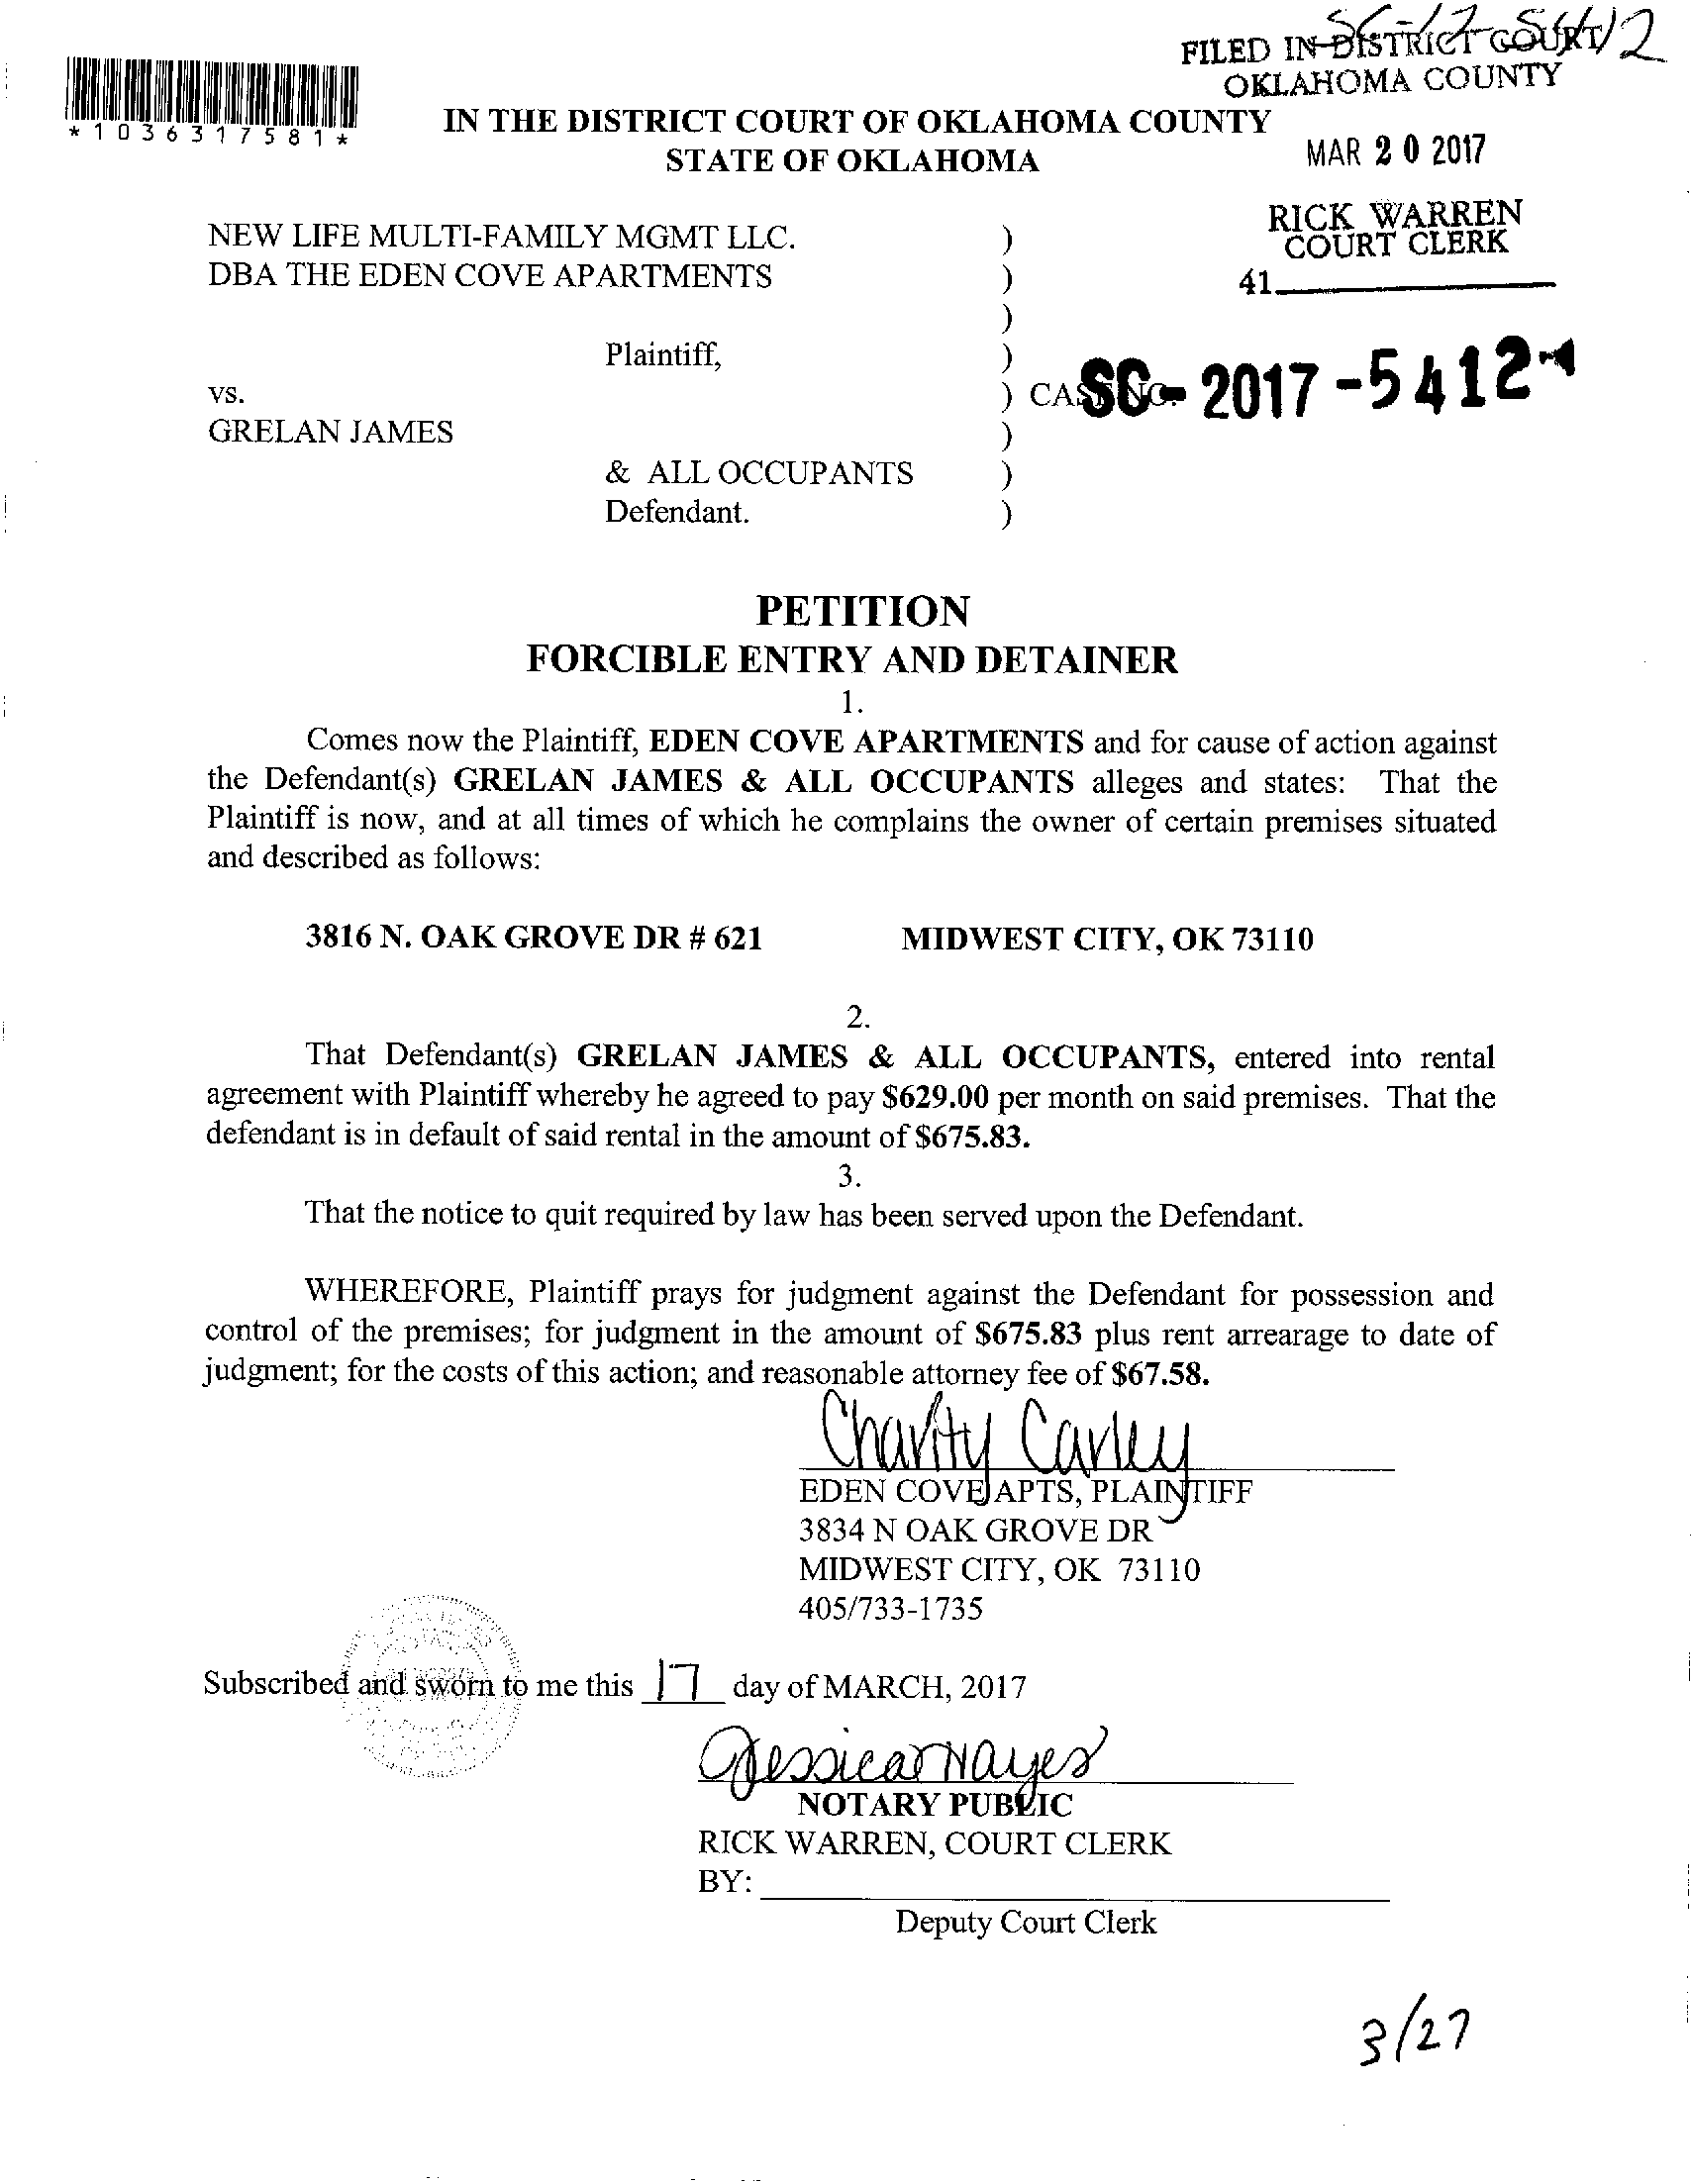 SC-17-5412
FILED IN DISTRICT COURT
OKLAHOMA COUNTY
*1036317581*
IN THE DISTRICT COURT OF OKLAHOMA COUNTY
STATE OF OKLAHOMA
MAR 20 2017
RICK WARREN
COURT CLERK
41
NEW LIFE MULTI-FAMILY MGMT LLC. )
DBA THE EDEN COVE APARTMENTS )
)
Plaintiff, )
vs. ) CASE NO. SC-2017-5412
GRELAN JAMES )
& ALL OCCUPANTS )
Defendant. )
PETITION
FORCIBLE ENTRY AND DETAINER
1.
Comes now the Plaintiff, EDEN COVE APARTMENTS and for cause of action against
the Defendant(s) GRELAN JAMES & ALL OCCUPANTS alleges and states: That the
Plaintiff is now, and at all times of which he complains the owner of certain premises situated
and described as follows:
3816 N. OAK GROVE DR # 621 MIDWEST CITY, OK 73110
2.
That Defendant(s) GRELAN JAMES & ALL OCCUPANTS, entered into rental
agreement with Plaintiff whereby he agreed to pay $629.00 per month on said premises. That the
defendant is in default of said rental in the amount of $675.83.
3.
That the notice to quit required by law has been served upon the Defendant.
WHEREFORE, Plaintiff prays for judgment against the Defendant for possession and
control of the premises; for judgment in the amount of $675.83 plus rent arrearage to date of
judgment; for the costs of this action; and reasonable attorney fee of $67.58.
Charity Carley
EDEN COVE APTS, PLAINTIFF
3834 N OAK GROVE DR
MIDWEST CITY, OK 73110
405/733-1735
Subscribed and sworn to me this 17 day of MARCH, 2017
Jessica Hayes
NOTARY PUBLIC
RICK WARREN, COURT CLERK
BY:
Deputy Court Clerk
3/27